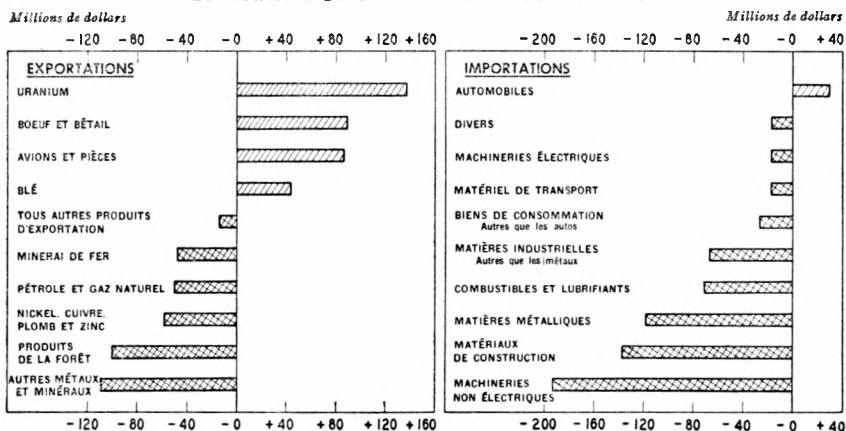 Millions de dollars
-120 -80 -40 -0 +40 +80 +120 +160
EXPORTATIONS
URANIUM
BOEUF ET BÉTAIL
AVIONS ET PIÈCES
BLÉ
TOUS AUTRES PRODUITS
D'EXPORTATION
MINERAI DE FER
PÉTROLE ET GAZ NATUREL
NICKEL, CUIVRE,
PLOMB ET ZINC
PRODUITS
DE LA FORÊT
AUTRES MÉTAUX
ET MINÉRAUX
-120 -80 -40 -0 +40 +80 +120 +160
Millions de dollars
-200 -160 -120 -80 -40 -0 +40
IMPORTATIONS
AUTOMOBILES
DIVERS
MACHINERIES ÉLECTRIQUES
MATÉRIEL DE TRANSPORT
BIENS DE CONSOMMATION
Autres que les autos
MATIÈRES INDUSTRIELLES
Autres que les métaux
COMBUSTIBLES ET LUBRIFIANTS
MATIÈRES MÉTALLIQUES
MATÉRIAUX
DE CONSTRUCTION
MACHINERIES
NON ÉLECTRIQUES
-200 -160 -120 -80 -40 -0 +40